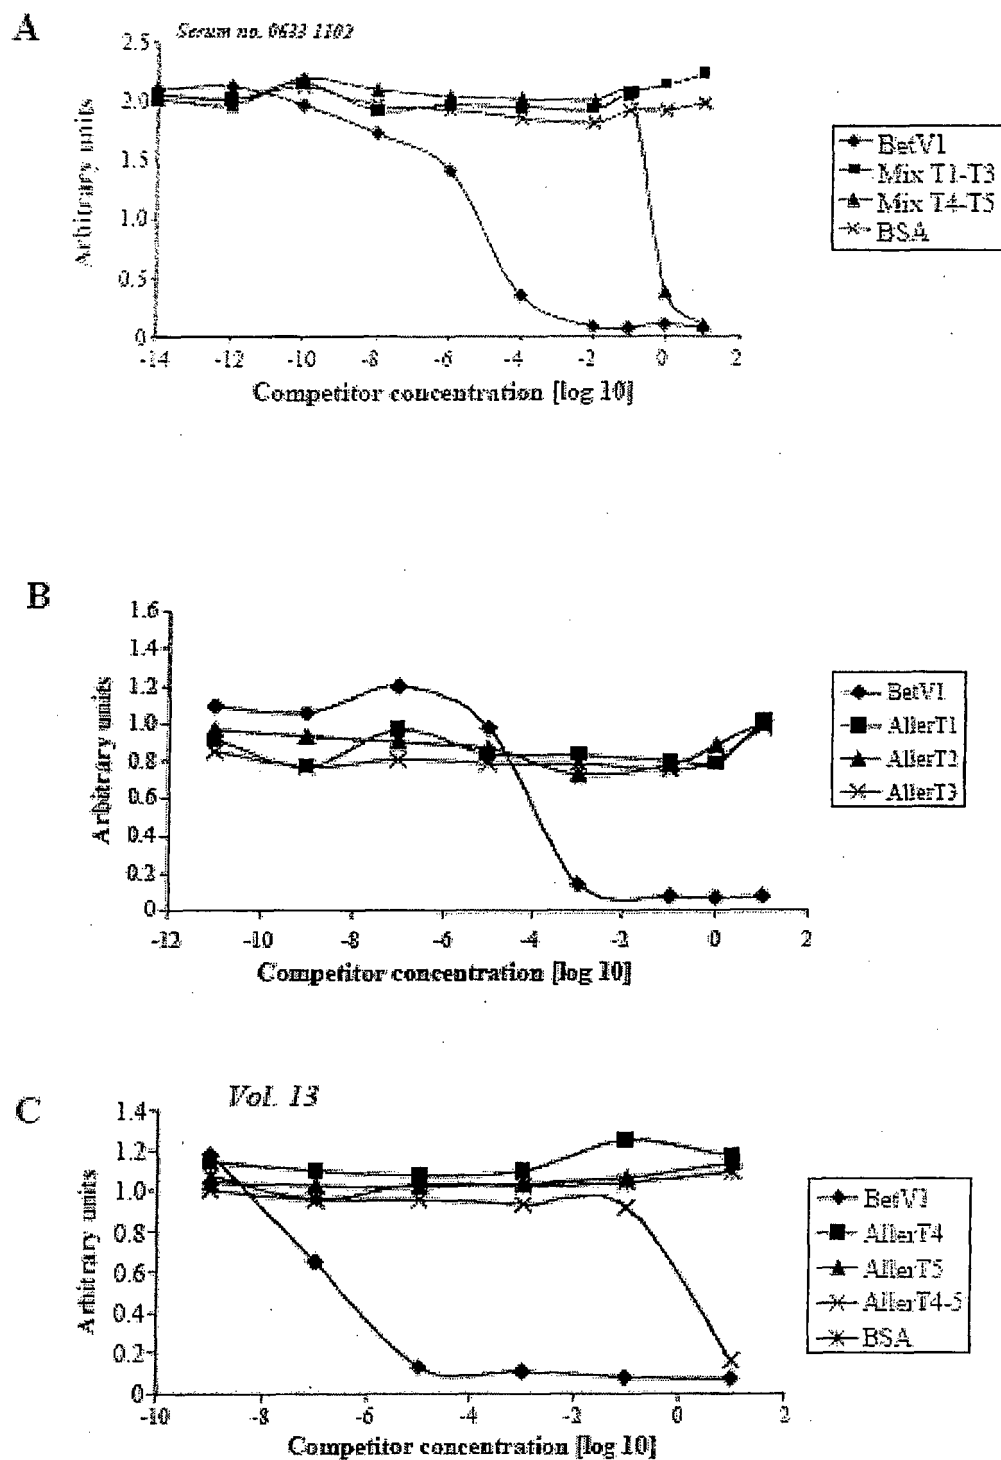 A
Serum no. 0633 1102
2.5
2.0
1.5
1.0
0.5
0
Arbitrary units
-14 -12 -10 -8 -6 -4 -2 0 2
Competitor concentration [log 10]
BetV1
Mix T1-T3
Mix T4-T5
BSA
B
1.6
1.4
1.2
1.0
0.8
0.6
0.4
0.2
0
Arbitrary units
-12 -10 -8 -6 -4 -2 0 2
Competitor concentration [log 10]
BetV1
AllerT1
AllerT2
AllerT3
C
Vol. 13
1.4
1.2
1.0
0.8
0.6
0.4
0.2
0
Arbitrary units
-10 -8 -6 -4 -2 0 2
Competitor concentration [log 10]
BetV1
AllerT4
AllerT5
AllerT4-5
BSA